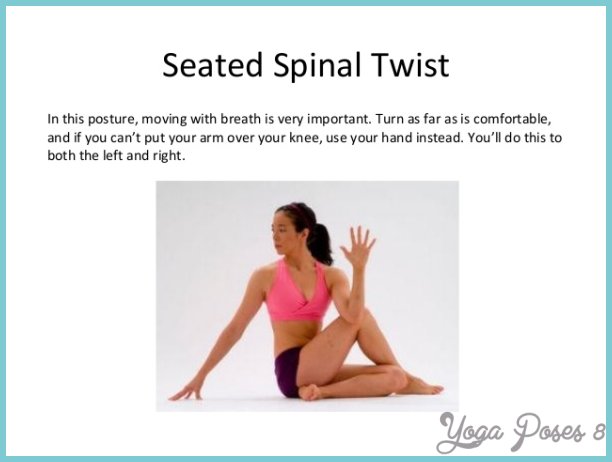 Seated Spinal Twist
In this posture, moving with breath is very important. Turn as far as is comfortable,
and if you can’t put your arm over your knee, use your hand instead. You’ll do this to
both the left and right.
Yoga Poses 8